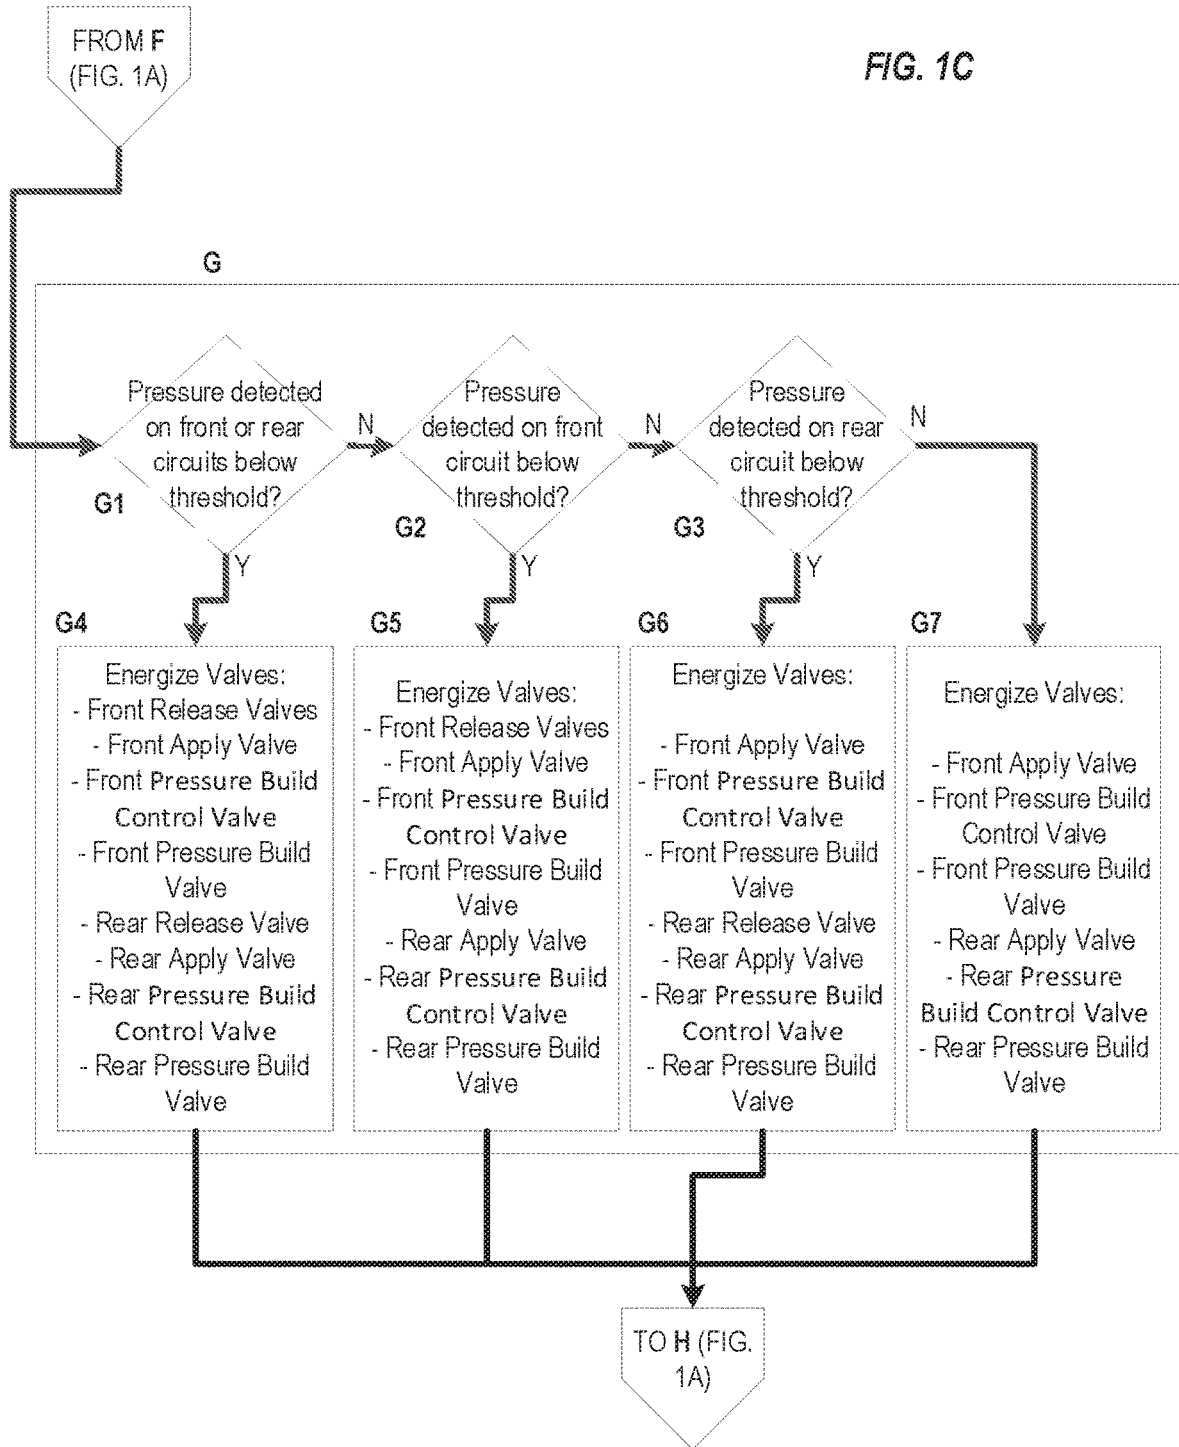 FROM F
(FIG. 1A)
FIG. 1C
G
Pressure detected
on front or rear
circuits below
threshold?
G1
N
Pressure
detected on front
circuit below
threshold?
G2
N
Pressure
detected on rear
circuit below
threshold?
G3
N
Y
Y
Y
G4
Energize Valves:
- Front Release Valves
- Front Apply Valve
- Front Pressure Build
Control Valve
- Front Pressure Build
Valve
- Rear Release Valve
- Rear Apply Valve
- Rear Pressure Build
Control Valve
- Rear Pressure Build
Valve
G5
Energize Valves:
- Front Release Valves
- Front Apply Valve
- Front Pressure Build
Control Valve
- Front Pressure Build
Valve
- Rear Apply Valve
- Rear Pressure Build
Control Valve
- Rear Pressure Build
Valve
G6
Energize Valves:
- Front Apply Valve
- Front Pressure Build
Control Valve
- Front Pressure Build
Valve
- Rear Release Valve
- Rear Apply Valve
- Rear Pressure Build
Control Valve
- Rear Pressure Build
Valve
G7
Energize Valves:
- Front Apply Valve
- Front Pressure Build
Control Valve
- Front Pressure Build
Valve
- Rear Apply Valve
- Rear Pressure
Build Control Valve
- Rear Pressure Build
Valve
TO H (FIG.
1A)